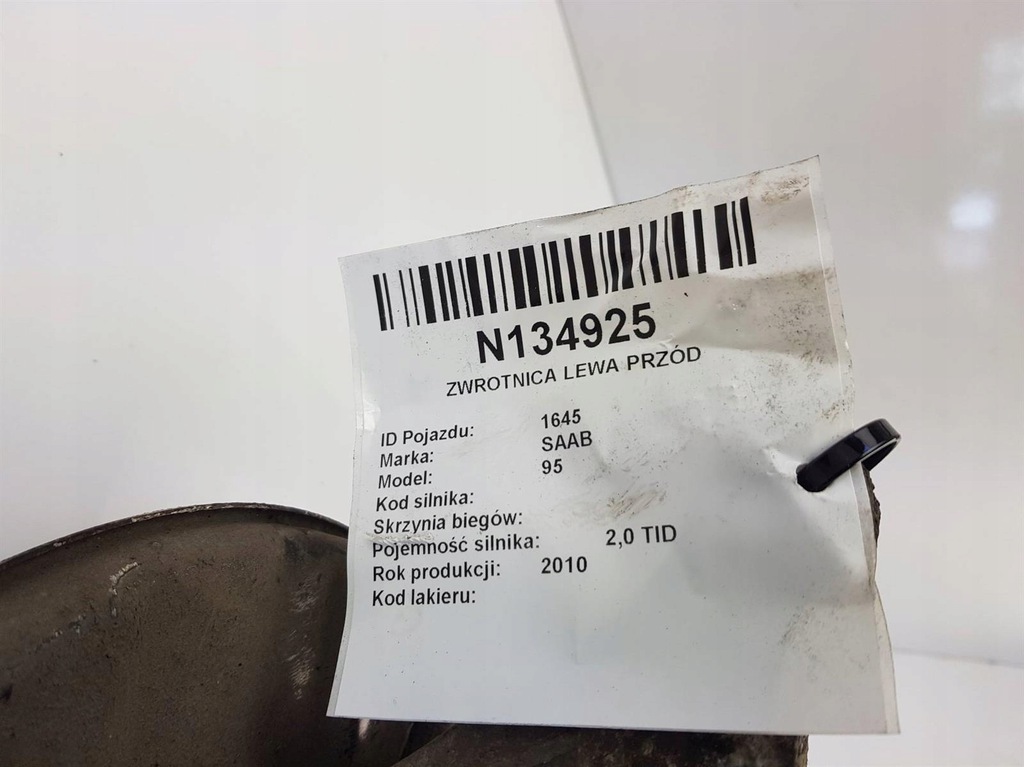 N134925
ZWROTNICA LEWA PRZÓD
ID Pojazdu: 1645
Marka: SAAB
Model: 95
Kod silnika:
Skrzynia biegów:
Pojemność silnika: 2,0 TID
Rok produkcji: 2010
Kod lakieru: